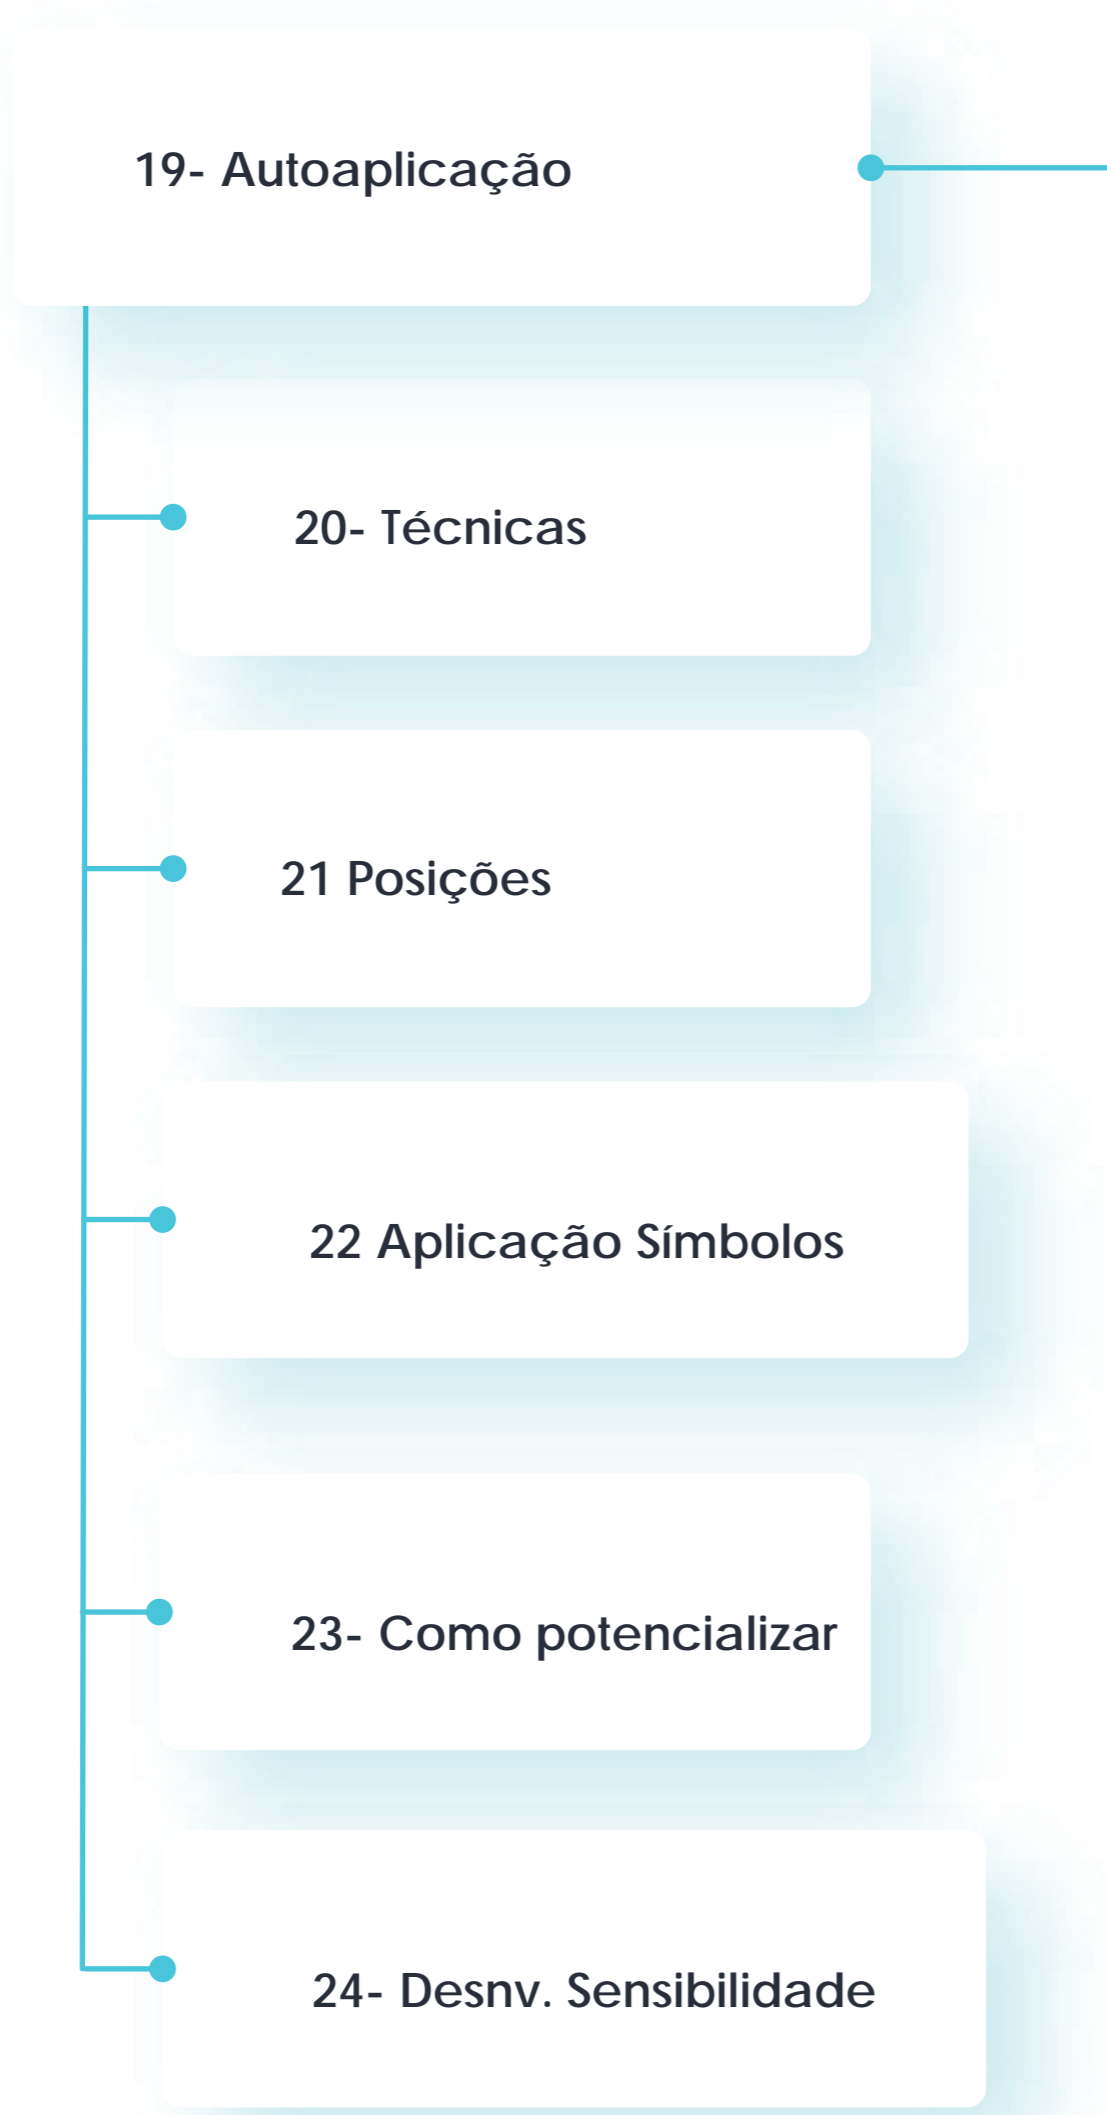 19- Autoaplicação
20- Técnicas
21 Posições
22 Aplicação Símbolos
23- Como potencializar
24- Desnv. Sensibilidade